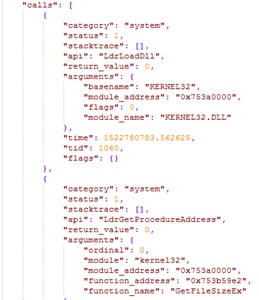 "calls": [
{
"category": "system",
"status": 1,
"stacktrace": [],
"api": "LdrLoadDll",
"return_value": 0,
"arguments": {
"basename": "KERNEL32",
"module_address": "0x753a0000",
"flags": 0,
"module_name": "KERNEL32.DLL"
},
"time": 1522780783.562625,
"tid": 1060,
"flags": {}
},
{
"category": "system",
"status": 1,
"stacktrace": [],
"api": "LdrGetProcedureAddress",
"return_value": 0,
"arguments": {
"ordinal": 0,
"module": "kernel32",
"module_address": "0x753a0000",
"function_address": "0x753b59e2",
"function_name": "GetFileSizeEx"